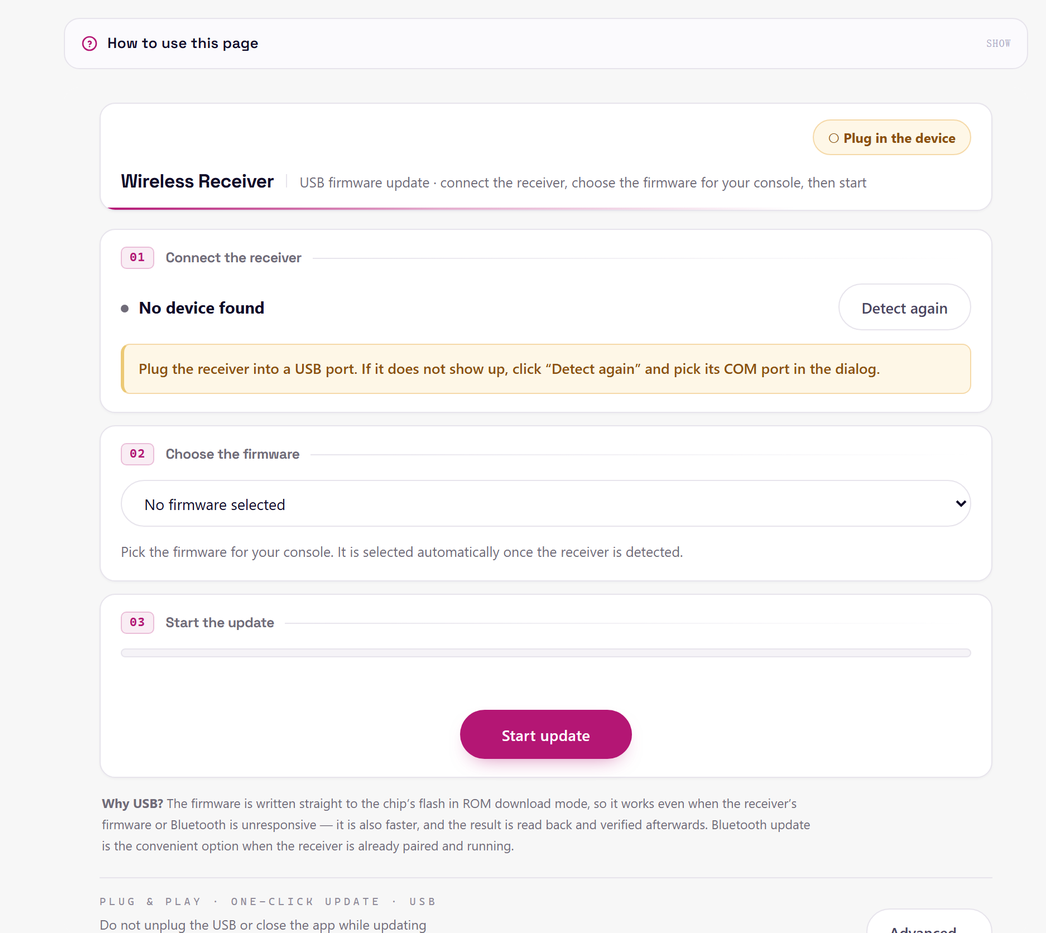 How to use this page
SHOW
Plug in the device
Wireless Receiver
USB firmware update · connect the receiver, choose the firmware for your console, then start
01 Connect the receiver
No device found
Detect again
Plug the receiver into a USB port. If it does not show up, click “Detect again” and pick its COM port in the dialog.
02 Choose the firmware
No firmware selected
Pick the firmware for your console. It is selected automatically once the receiver is detected.
03 Start the update
Start update
Why USB? The firmware is written straight to the chip’s flash in ROM download mode, so it works even when the receiver’s
firmware or Bluetooth is unresponsive — it is also faster, and the result is read back and verified afterwards. Bluetooth update
is the convenient option when the receiver is already paired and running.
PLUG & PLAY · ONE-CLICK UPDATE · USB
Do not unplug the USB or close the app while updating
Advanced